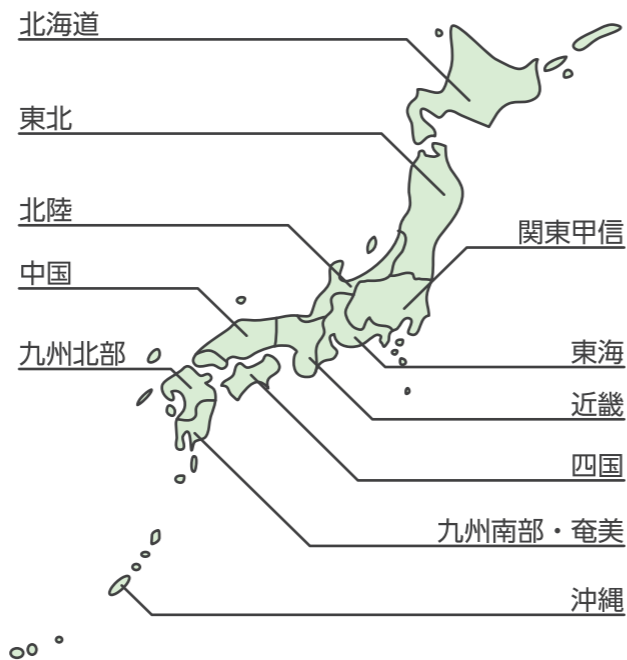 北海道
東北
北陸
関東甲信
中国
九州北部
東海
近畿
四国
九州南部・奄美
沖縄